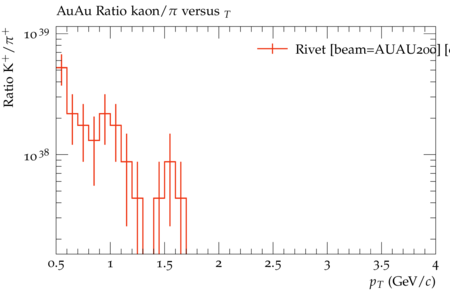 AuAu Ratio kaon/π versus T
Ratio K⁺/π⁺
10³⁹
Rivet [beam=AUAU200] [
10³⁸
0.5 1 1.5 2 2.5 3 3.5 4
pT (GeV/c)